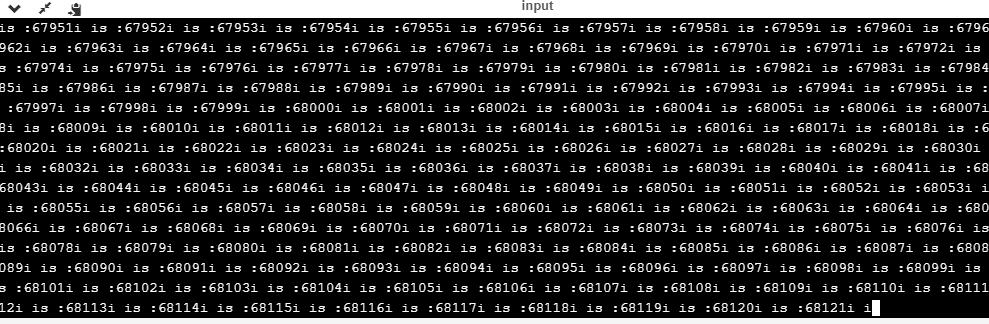 input
is :67951i is :67952i is :67953i is :67954i is :67955i is :67956i is :67957i is :67958i is :67959i is :67960i is :6796
962i is :67963i is :67964i is :67965i is :67966i is :67967i is :67968i is :67969i is :67970i is :67971i is :67972i is
s :67974i is :67975i is :67976i is :67977i is :67978i is :67979i is :67980i is :67981i is :67982i is :67983i is :67984
85i is :67986i is :67987i is :67988i is :67989i is :67990i is :67991i is :67992i is :67993i is :67994i is :67995i is :
:67997i is :67998i is :67999i is :68000i is :68001i is :68002i is :68003i is :68004i is :68005i is :68006i is :68007i
8i is :68009i is :68010i is :68011i is :68012i is :68013i is :68014i is :68015i is :68016i is :68017i is :68018i is :6
:68020i is :68021i is :68022i is :68023i is :68024i is :68025i is :68026i is :68027i is :68028i is :68029i is :68030i
i is :68032i is :68033i is :68034i is :68035i is :68036i is :68037i is :68038i is :68039i is :68040i is :68041i is :68
68043i is :68044i is :68045i is :68046i is :68047i is :68048i is :68049i is :68050i is :68051i is :68052i is :68053i i
is :68055i is :68056i is :68057i is :68058i is :68059i is :68060i is :68061i is :68062i is :68063i is :68064i is :680
8066i is :68067i is :68068i is :68069i is :68070i is :68071i is :68072i is :68073i is :68074i is :68075i is :68076i is
is :68078i is :68079i is :68080i is :68081i is :68082i is :68083i is :68084i is :68085i is :68086i is :68087i is :6808
089i is :68090i is :68091i is :68092i is :68093i is :68094i is :68095i is :68096i is :68097i is :68098i is :68099i is
s :68101i is :68102i is :68103i is :68104i is :68105i is :68106i is :68107i is :68108i is :68109i is :68110i is :68111
12i is :68113i is :68114i is :68115i is :68116i is :68117i is :68118i is :68119i is :68120i is :68121i i